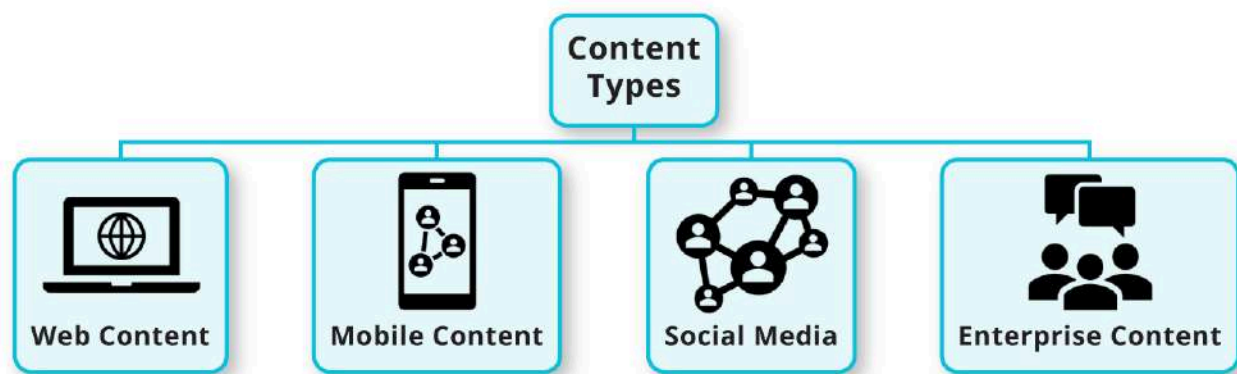 Content
Types
Web Content
Mobile Content
Social Media
Enterprise Content